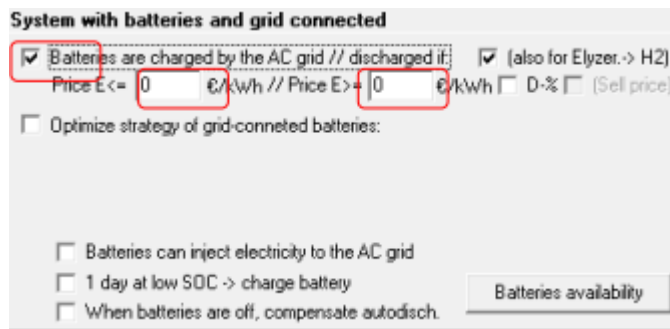 System with batteries and grid connected
Batteries are charged by the AC grid // discharged if: (also for Elyzer.-> H2)
Price E<= 0 €/kWh // Price E>= 0 €/kWh D-% (Sell price)
Optimize strategy of grid-conneted batteries:
Batteries can inject electricity to the AC grid
1 day at low SOC -> charge battery
Batteries availability
When batteries are off, compensate autodisch.